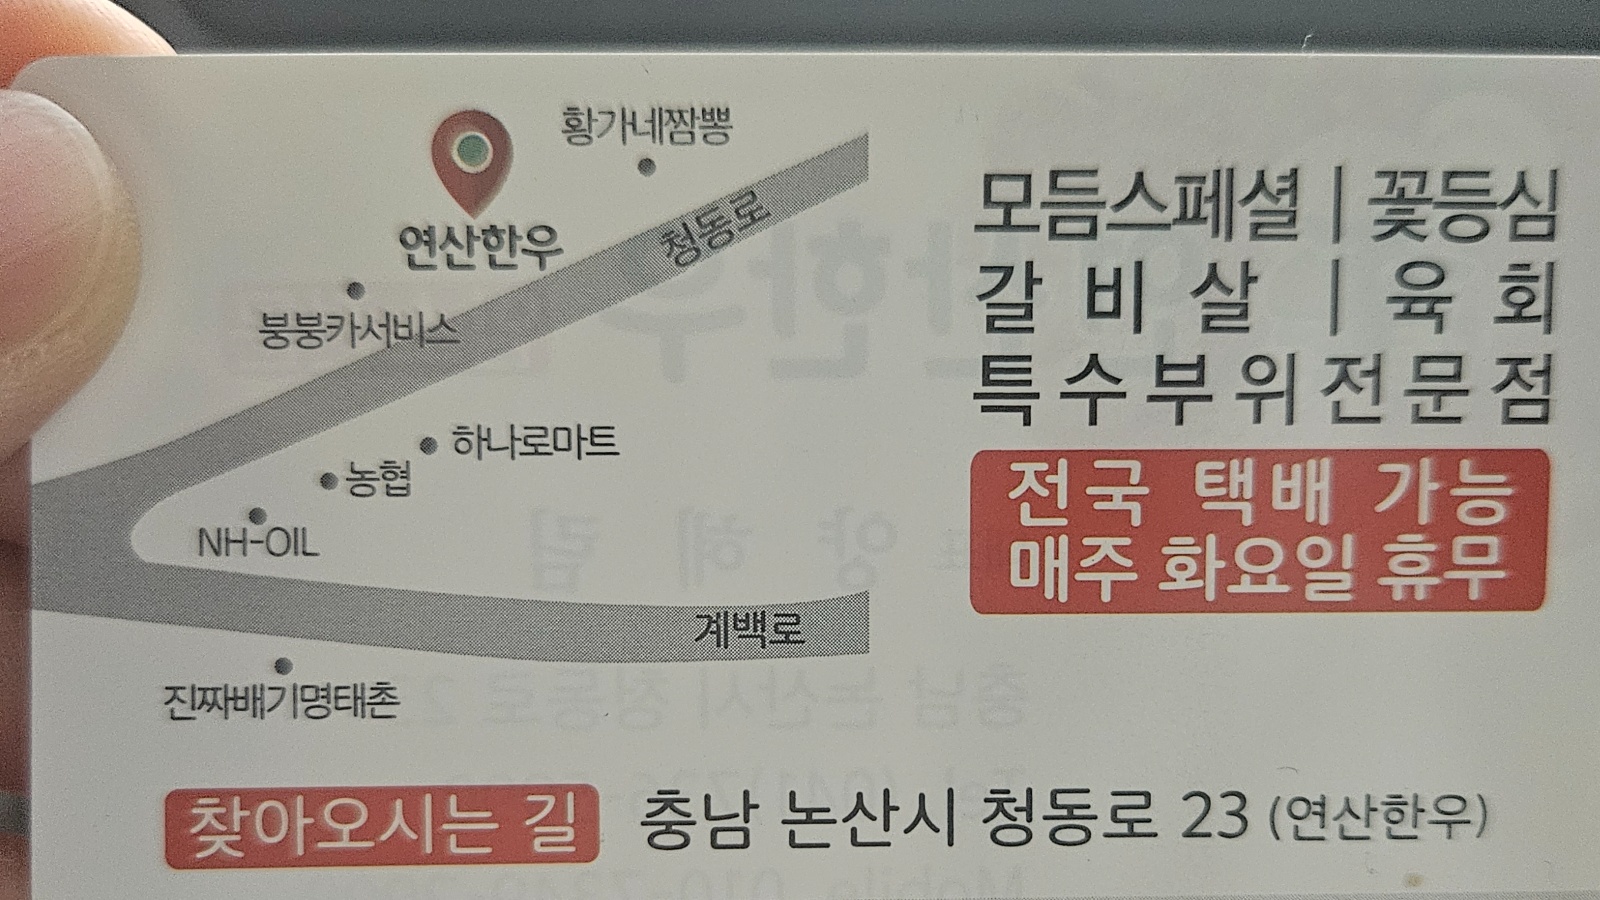 황가네짬뽕
청동로
연산한우
붕붕카서비스
하나로마트
농협
NH-OIL
계백로
진짜배기명태촌
모듬스페셜 | 꽃등심
갈비살 | 육회
특수부위전문점
전국 택배 가능
매주 화요일 휴무
찾아오시는 길 충남 논산시 청동로 23 (연산한우)